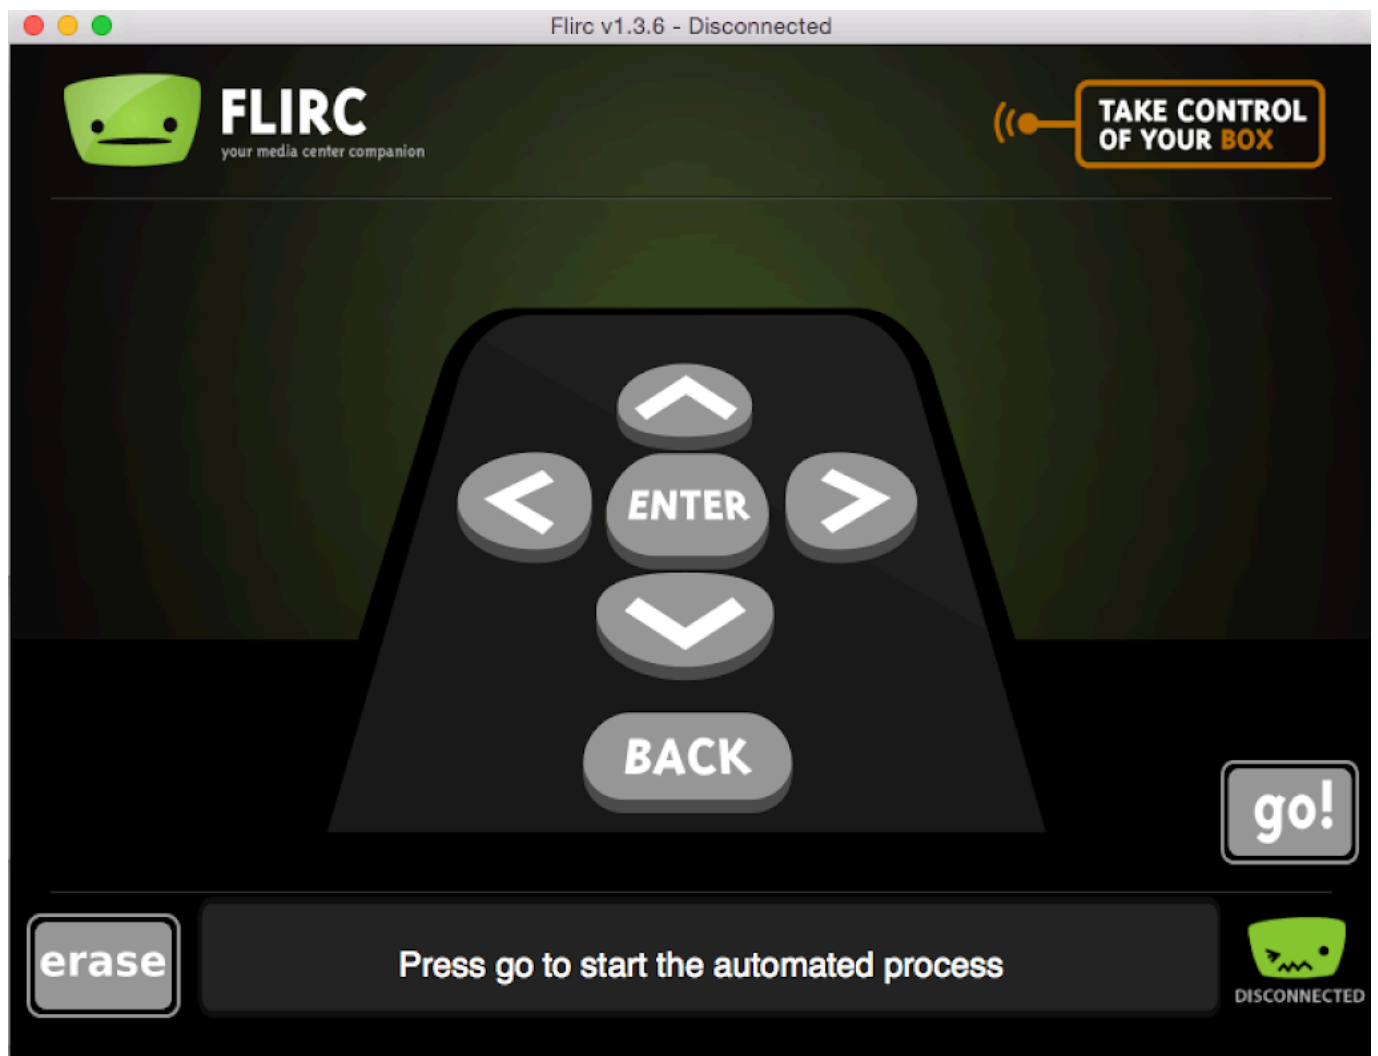 Flirc v1.3.6 - Disconnected
FLIRC
your media center companion
TAKE CONTROL
OF YOUR BOX
ENTER
BACK
go!
erase
Press go to start the automated process
DISCONNECTED